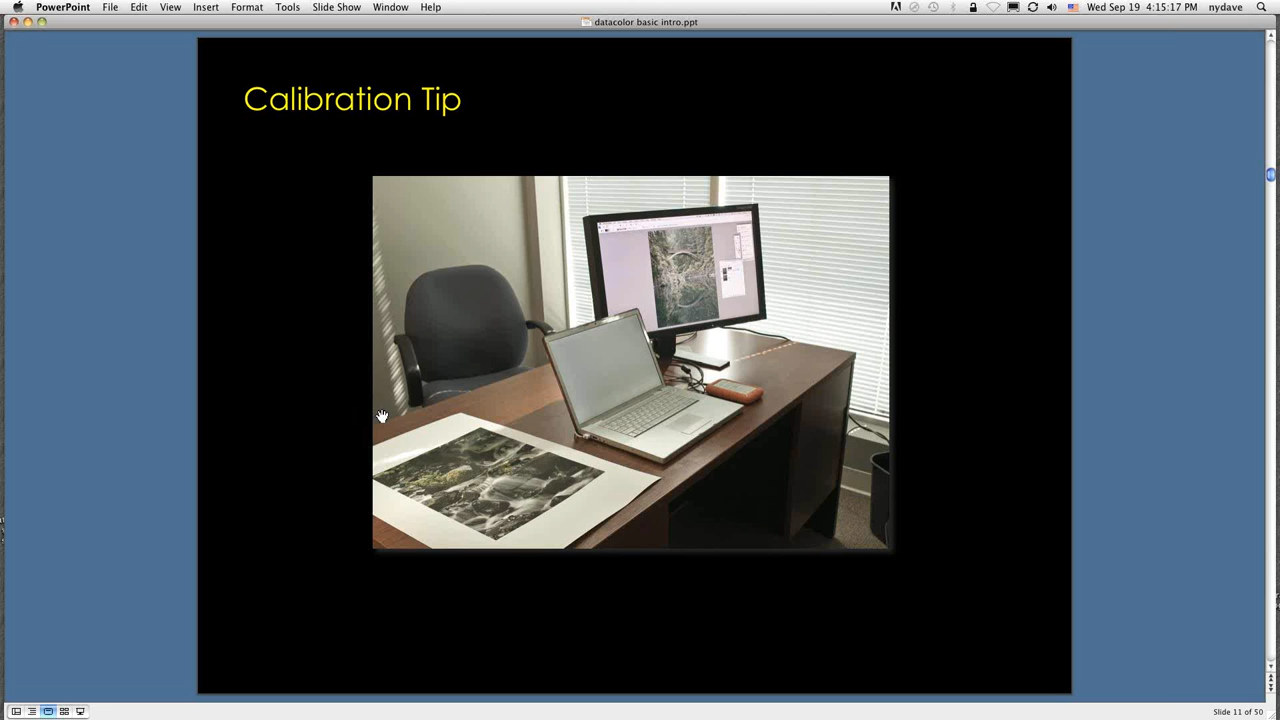 PowerPoint File Edit View Insert Format Tools Slide Show Window Help Wed Sep 19 4:15:17 PM nydave
datacolor basic intro.ppt
Calibration Tip
Slide 11 of 50